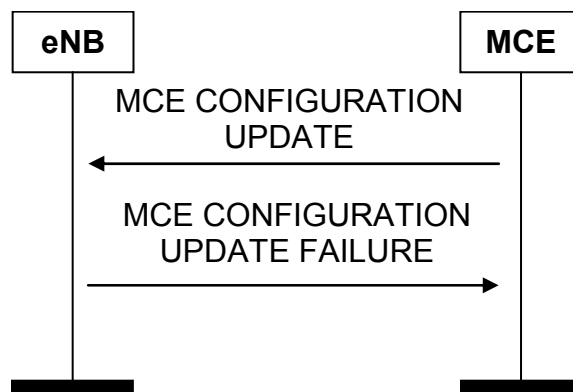 eNB
MCE
MCE CONFIGURATION
UPDATE
MCE CONFIGURATION
UPDATE FAILURE